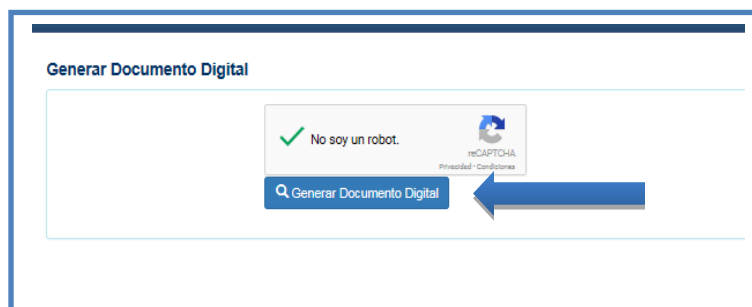 Generar Documento Digital
No soy un robot.
reCAPTCHA
Privacidad - Condiciones
Generar Documento Digital